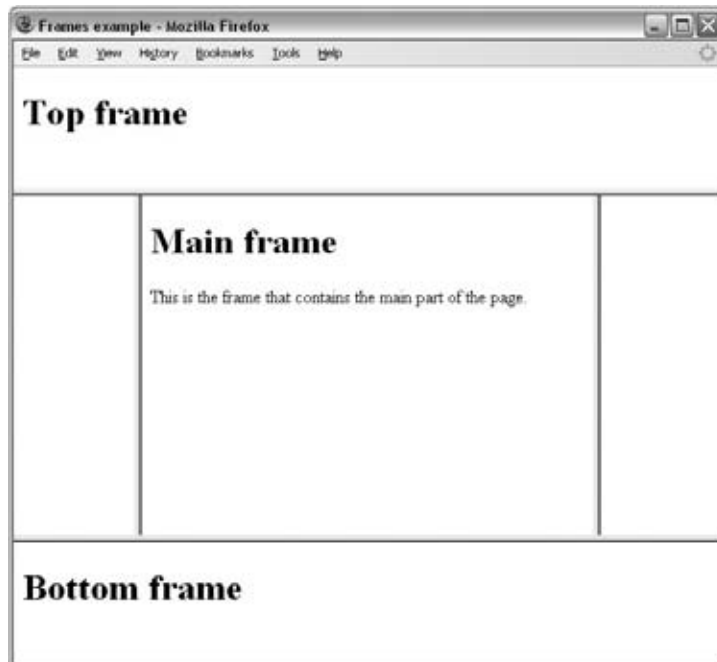 Frames example - Mozilla Firefox
File Edit View History Bookmarks Tools Help
Top frame
Main frame
This is the frame that contains the main part of the page.
Bottom frame